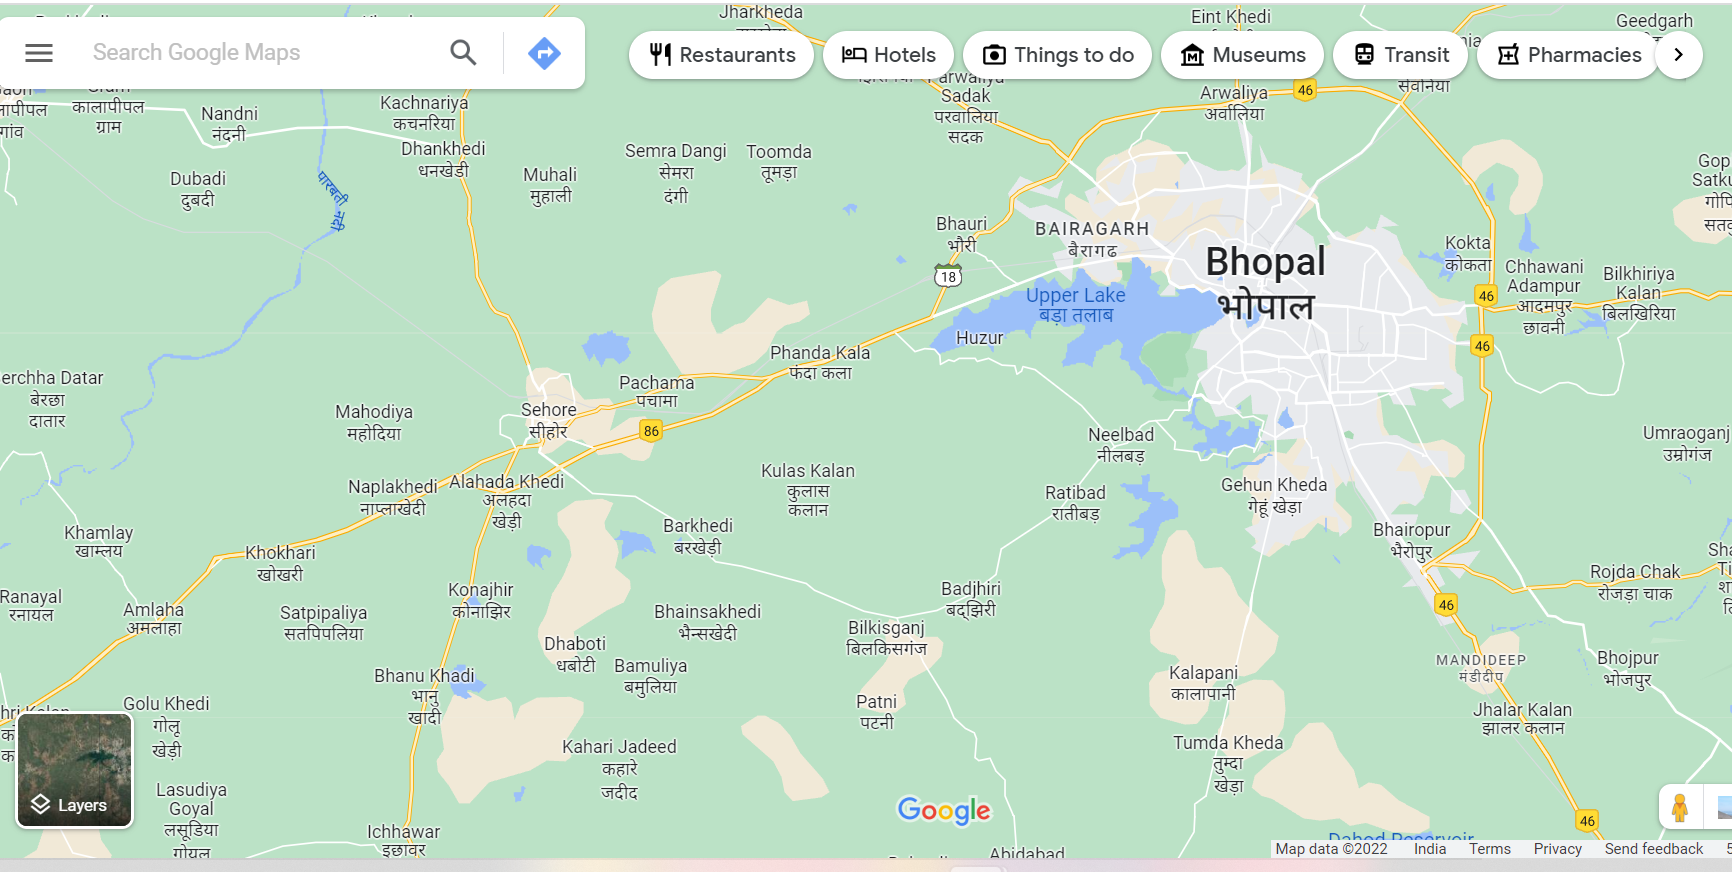 Jharkheda
Eint Khedi
Geedgarh
Search Google Maps
Restaurants
Hotels
Things to do
Museums
Transit
Pharmacies
सेवनिया
Sadak
परवालिया
सदक
Arwaliya
अर्वालिया
46
कालापीपल
ग्राम
गांव
Nandni
नंदनी
Kachnariya
कचनारिया
Dhankhedi
धनखेडी
Muhali
मुहाली
Semra Dangi
सेमरा
दंगी
Toomda
तूमड़ा
Dubadi
दुबदी
पारबती नदी
Bhauri
भौरी
BAIRAGARH
बैरागढ़
18
Bhopal
भोपाल
Upper Lake
बड़ा तालाब
Huzur
Kokta
कोकता
Chhawani
Adampur
आदमपुर
छावनी
Bilkhiriya
Kalan
बिलखिरिया
46
46
Phanda Kala
फंदा कला
Pachama
पचामा
Sehore
सीहोर
86
erchha Datar
बेरछा
दातार
Mahodiya
महोदिया
Neelbad
नीलबड़
Umraoganj
उम्रोगंज
Naplakhedi
नाप्लाखेदी
Alahada Khedi
अलहदा
खेड़ी
Kulas Kalan
कुलास
कलान
Ratibad
रातीबड़
Gehun Kheda
गेहूं खेड़ा
Khamlay
खाम्लय
Khokhari
खोखरी
Barkhedi
बरखेड़ी
Bhairopur
भैरोपुर
Ranayal
रनायल
Amlaha
अमलाहा
Satpipaliya
सतपिपलिया
Konajhir
कोनाझिर
Bhainsakhedi
भैन्सखेदी
Badjhiri
बद्झिरी
Rojda Chak
रोजड़ा चाक
46
Bilkisganj
बिलकिसगंज
Dhaboti
धबोटी
Bamuliya
बमुलिया
Bhanu Khadi
भानु
खादी
Kalapani
कालापानी
MANDIDEEP
मंडीदीप
Bhojpur
भोजपुर
Golu Khedi
गोलू
खेड़ी
Patni
पटनी
Jhalar Kalan
झालर कलान
Kahari Jadeed
कहारे
जदीद
Tumda Kheda
तुम्दा
खेड़ा
Layers
Lasudiya
Goyal
लसूडिया
गोयल
Ichhawar
इछावर
Google
46
Abidabad
Dahod Reservoir
Map data ©2022
India
Terms
Privacy
Send feedback